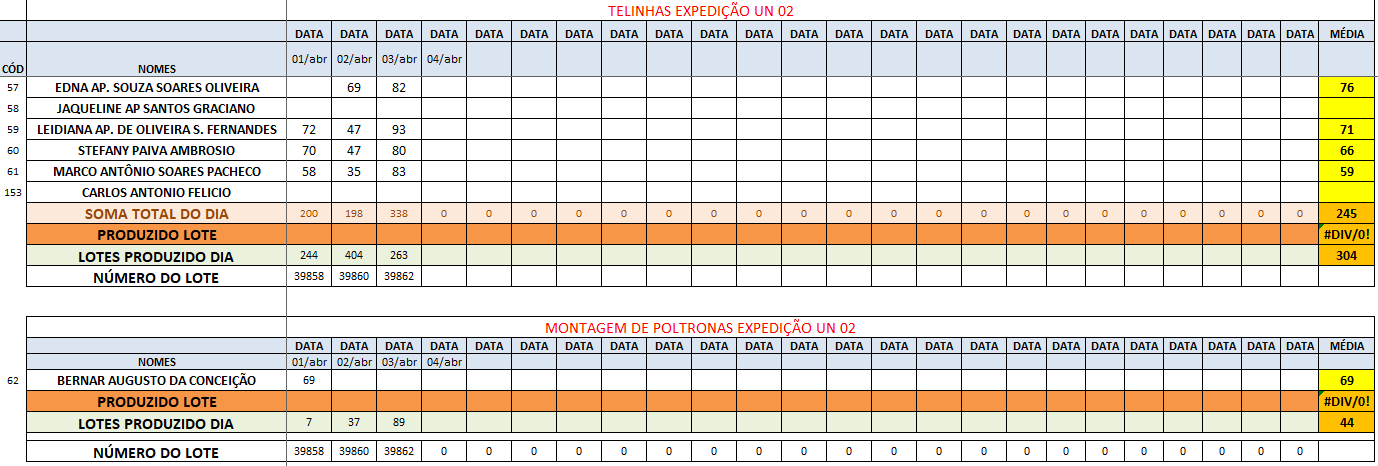 TELINHAS EXPEDIÇÃO UN 02
DATA DATA DATA DATA DATA DATA DATA DATA DATA DATA DATA DATA DATA DATA DATA DATA DATA DATA DATA DATA DATA DATA DATA DATA MÉDIA
CÓD NOMES 01/abr 02/abr 03/abr 04/abr
57 EDNA AP. SOUZA SOARES OLIVEIRA 69 82 76
58 JAQUELINE AP SANTOS GRACIANO
59 LEIDIANA AP. DE OLIVEIRA S. FERNANDES 72 47 93 71
60 STEFANY PAIVA AMBROSIO 70 47 80 66
61 MARCO ANTÔNIO SOARES PACHECO 58 35 83 59
153 CARLOS ANTONIO FELICIO
SOMA TOTAL DO DIA 200 198 338 0 0 0 0 0 0 0 0 0 0 0 0 0 0 0 0 0 0 0 0 0 245
PRODUZIDO LOTE #DIV/0!
LOTES PRODUZIDO DIA 244 404 263 304
NÚMERO DO LOTE 39858 39860 39862
MONTAGEM DE POLTRONAS EXPEDIÇÃO UN 02
DATA DATA DATA DATA DATA DATA DATA DATA DATA DATA DATA DATA DATA DATA DATA DATA DATA DATA DATA DATA DATA DATA DATA DATA MÉDIA
NOMES 01/abr 02/abr 03/abr 04/abr
62 BERNAR AUGUSTO DA CONCEIÇÃO 69 69
PRODUZIDO LOTE #DIV/0!
LOTES PRODUZIDO DIA 7 37 89 44
NÚMERO DO LOTE 39858 39860 39862 0 0 0 0 0 0 0 0 0 0 0 0 0 0 0 0 0 0 0 0 0